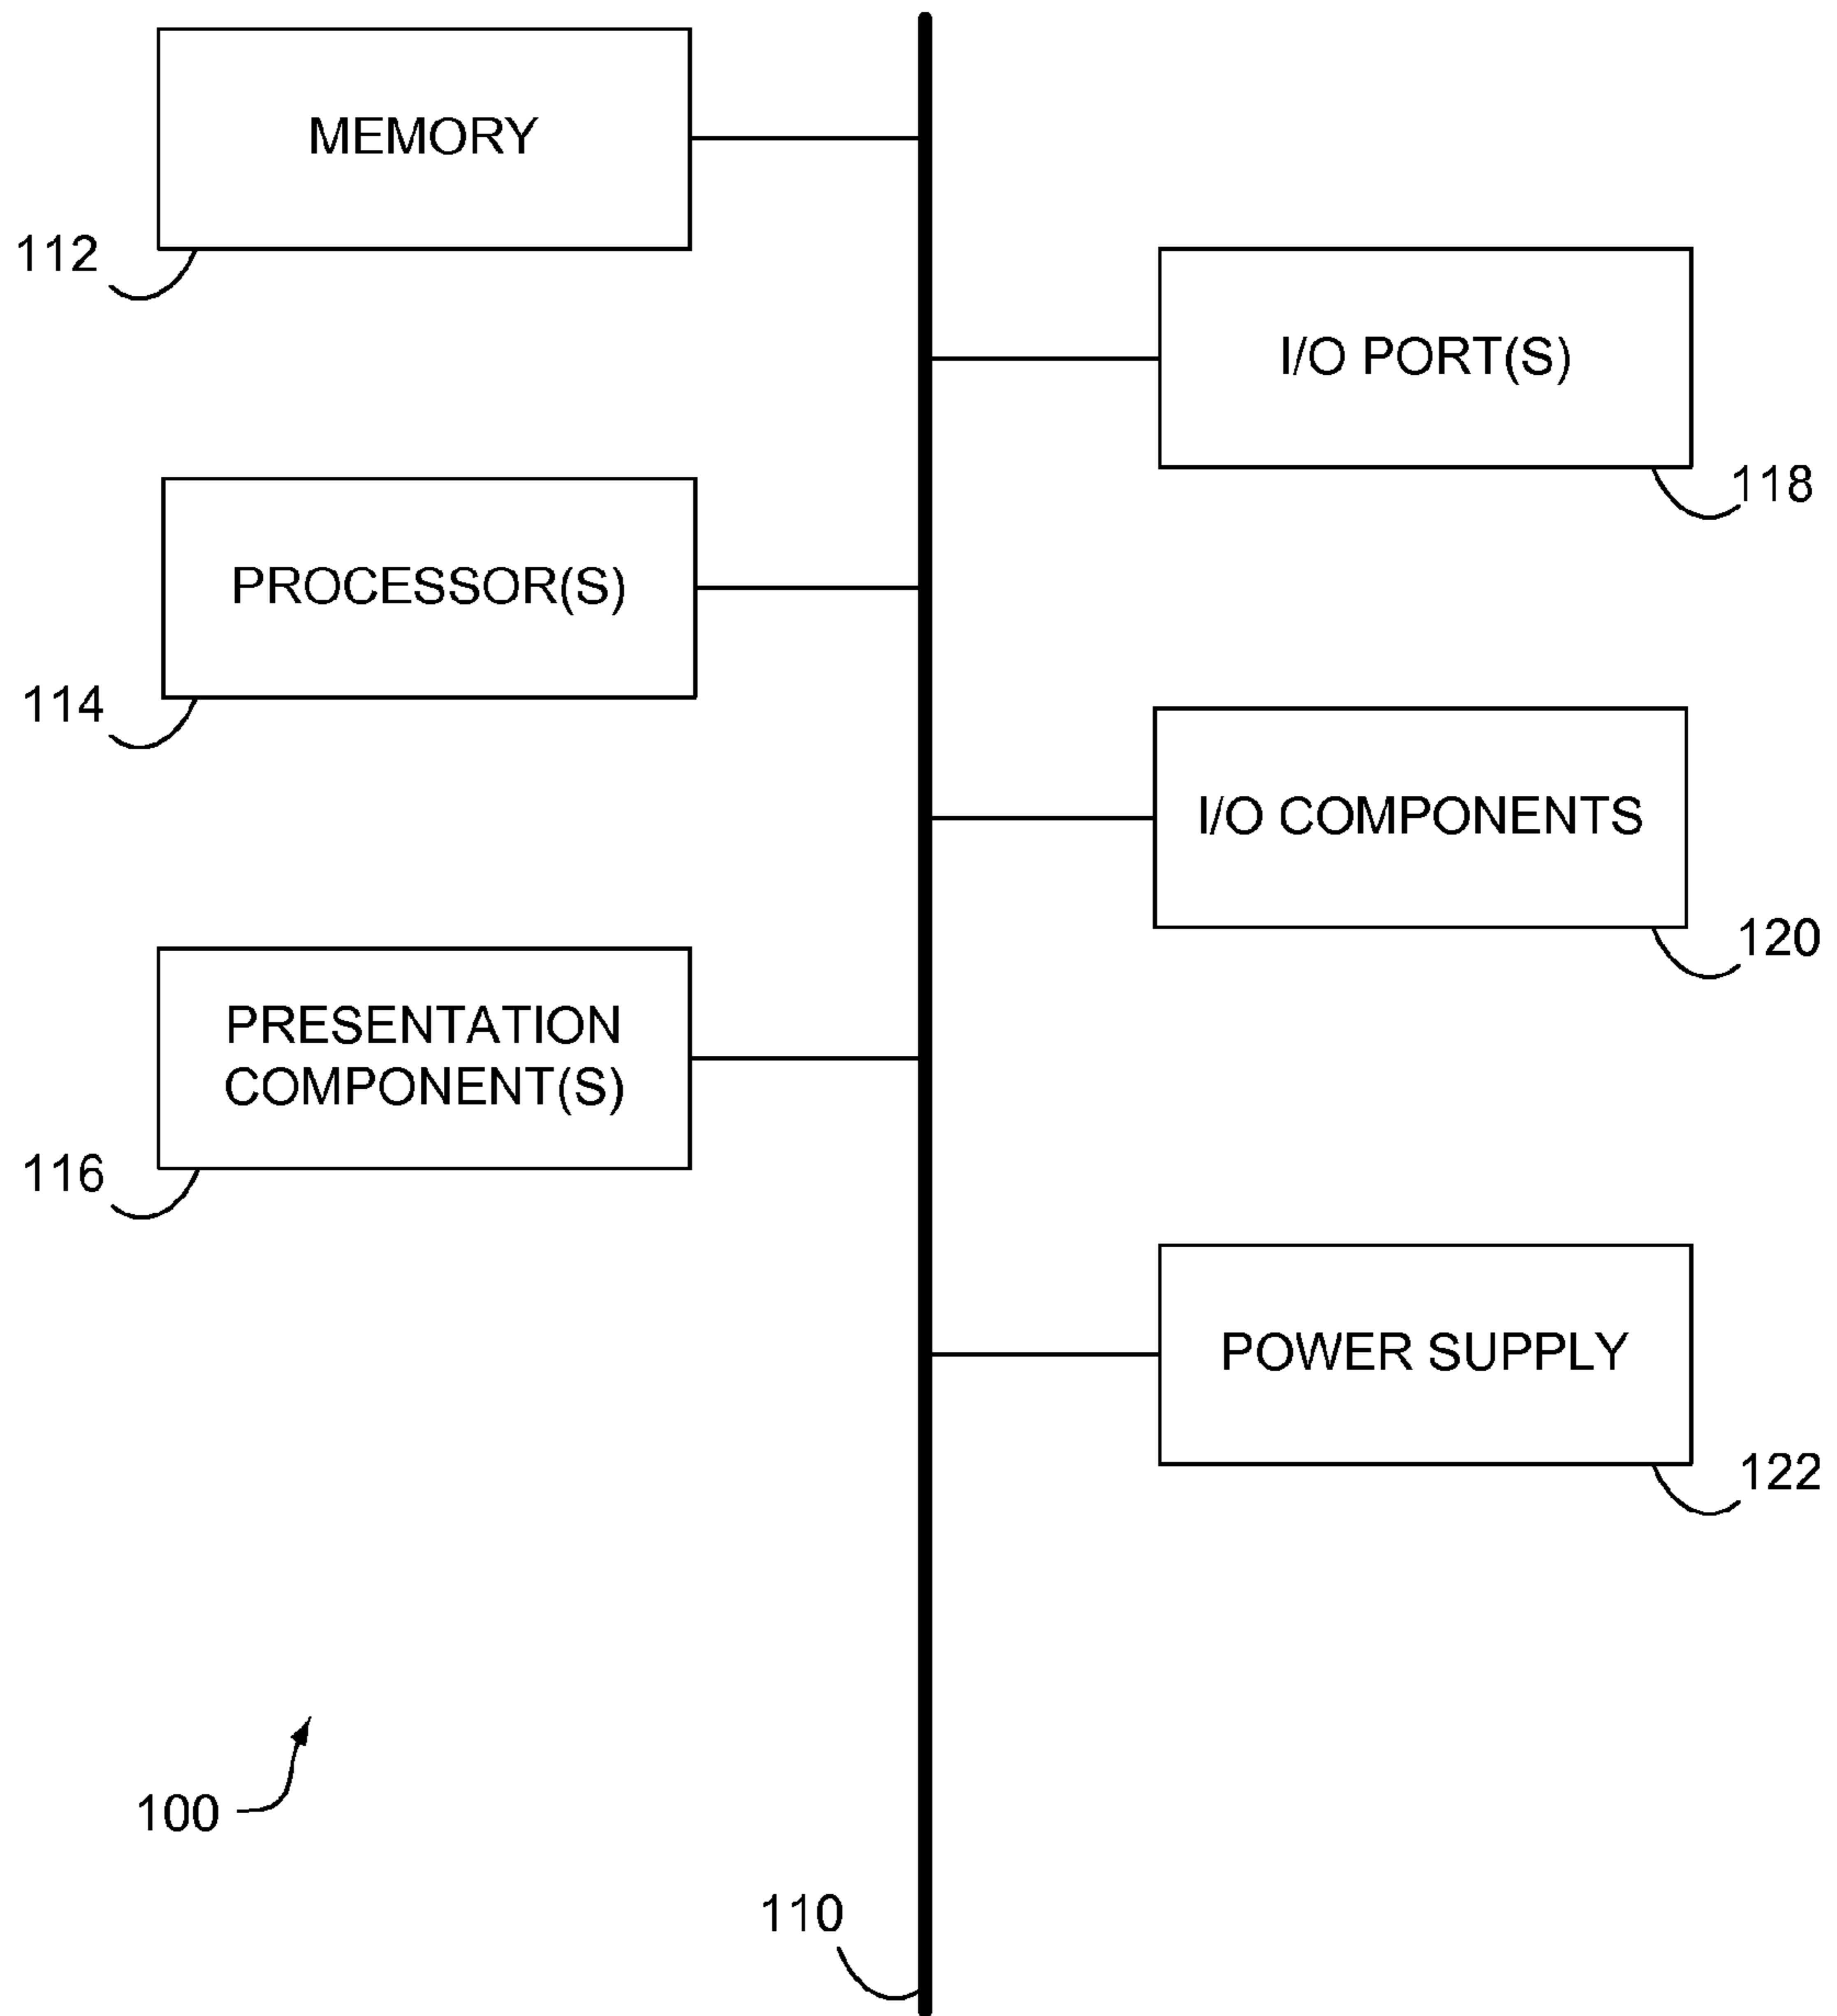 MEMORY
112
I/O PORT(S)
118
PROCESSOR(S)
114
I/O COMPONENTS
120
PRESENTATION
COMPONENT(S)
116
POWER SUPPLY
122
100
110